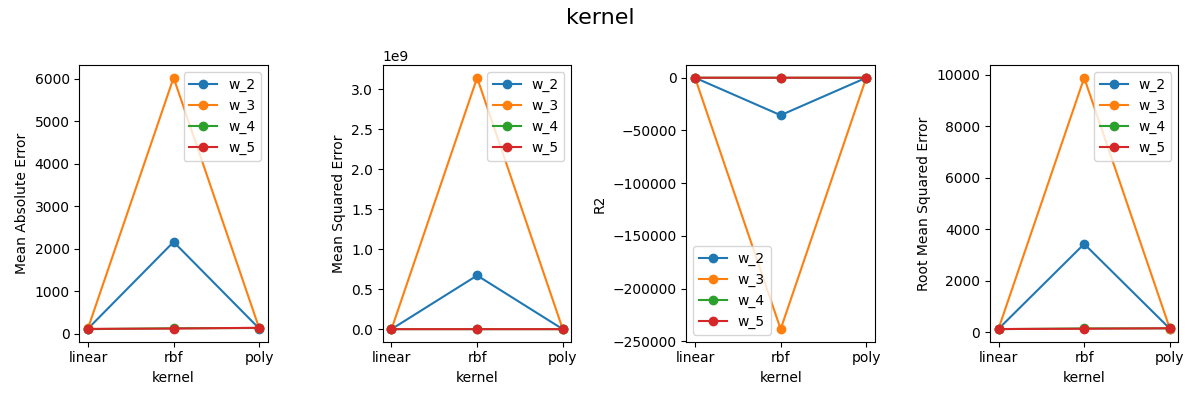 kernel
Mean Absolute Error
6000
5000
4000
3000
2000
1000
0
linear
rbf
poly
kernel
w_2
w_3
w_4
w_5
1e9
Mean Squared Error
3.0
2.5
2.0
1.5
1.0
0.5
0.0
linear
rbf
poly
kernel
w_2
w_3
w_4
w_5
R2
0
−50000
−100000
−150000
−200000
−250000
linear
rbf
poly
kernel
w_2
w_3
w_4
w_5
Root Mean Squared Error
10000
8000
6000
4000
2000
0
linear
rbf
poly
kernel
w_2
w_3
w_4
w_5